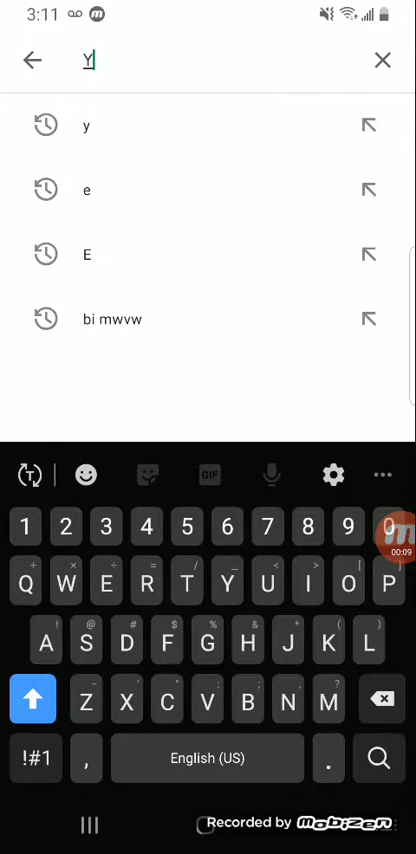 3:11
Y
y
e
E
bi mwvw
T GIF ...
1 2 3 4 5 6 7 8 9 0
00:09
÷ × ÷ = / _ < > [ ]
Q W E R T Y U I O P
! @ # $ % & * ( )
A S D F G H J K L
- ' " : ; , ?
Z X C V B N M
!#1 , English (US) .
Recorded by mobizen